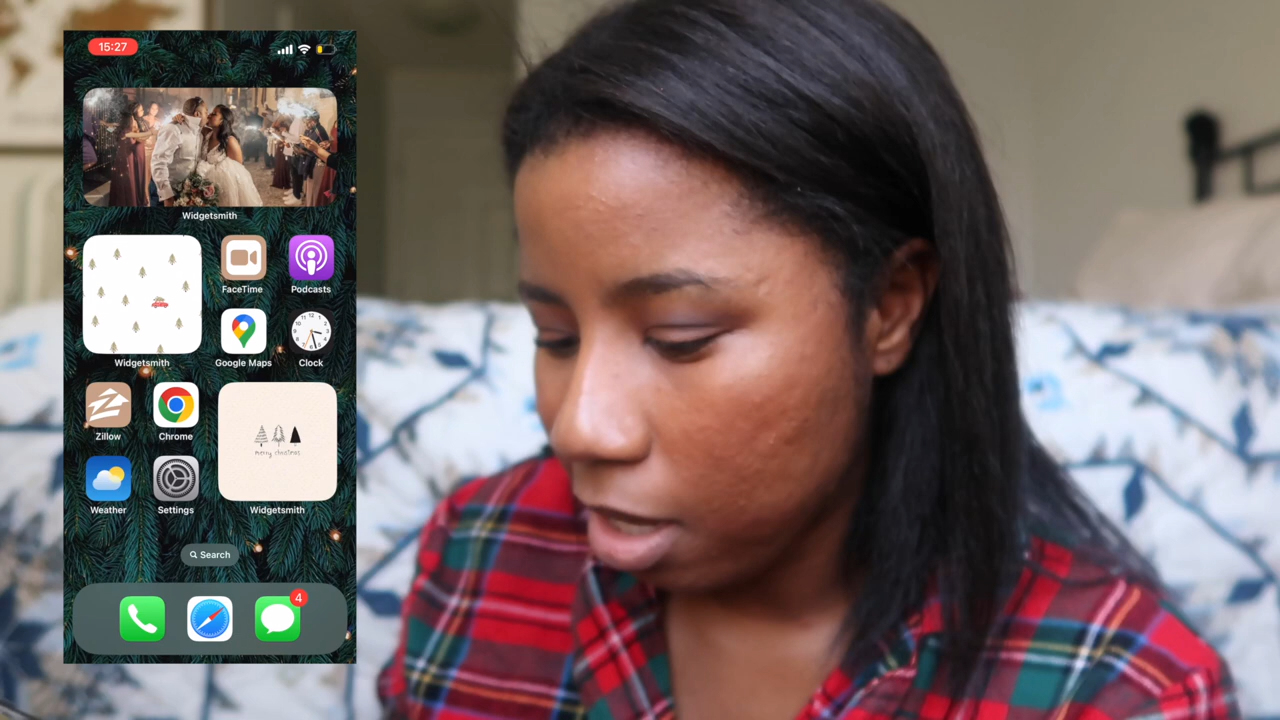 15:27
Widgetsmith
FaceTime
Podcasts
Google Maps
Clock
Widgetsmith
Zillow
Chrome
merry christmas
Weather
Settings
Widgetsmith
Search
4